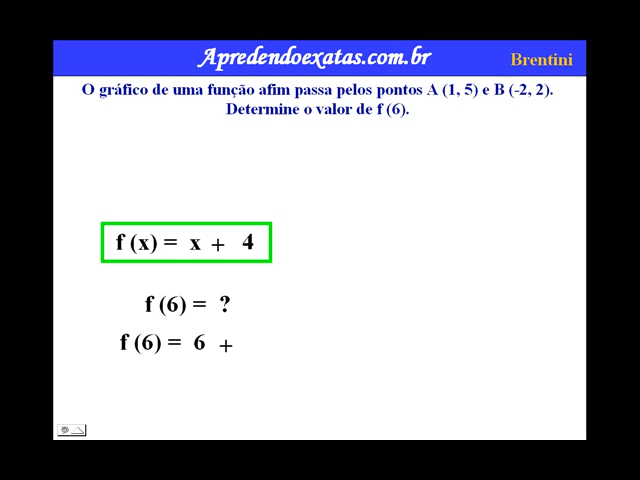 Apredendoexatas.com.br
Brentini
O gráfico de uma função afim passa pelos pontos A (1, 5) e B (-2, 2).
Determine o valor de f (6).
f (x) = x + 4
f (6) = ?
f (6) = 6 +